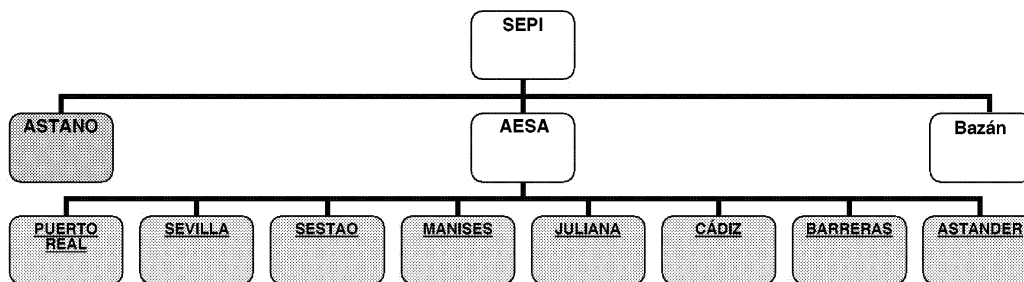 SEPI
ASTANO
AESA
Bazán
PUERTO
REAL
SEVILLA
SESTAO
MANISES
JULIANA
CÁDIZ
BARRERAS
ASTANDER